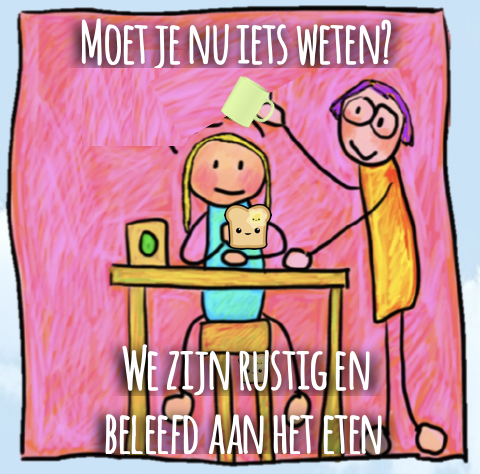 Moet je nu iets weten?
We zijn rustig en
beleefd aan het eten